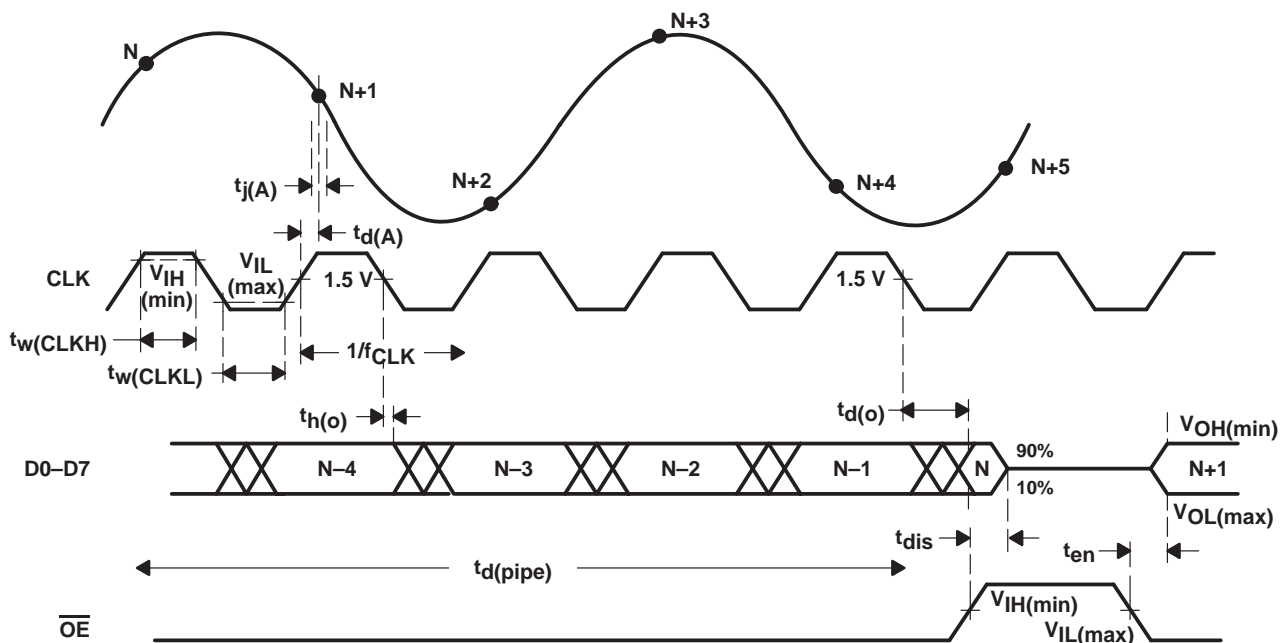 N
N+1
N+2
N+3
N+4
N+5
tj(A)
td(A)
CLK
VIH
(min)
VIL
(max)
1.5 V
1.5 V
tw(CLKH)
tw(CLKL)
1/fCLK
th(o)
td(o)
D0–D7
N–4
N–3
N–2
N–1
N
90%
10%
VOH(min)
N+1
VOL(max)
tdis
ten
td(pipe)
OE
VIH(min)
VIL(max)